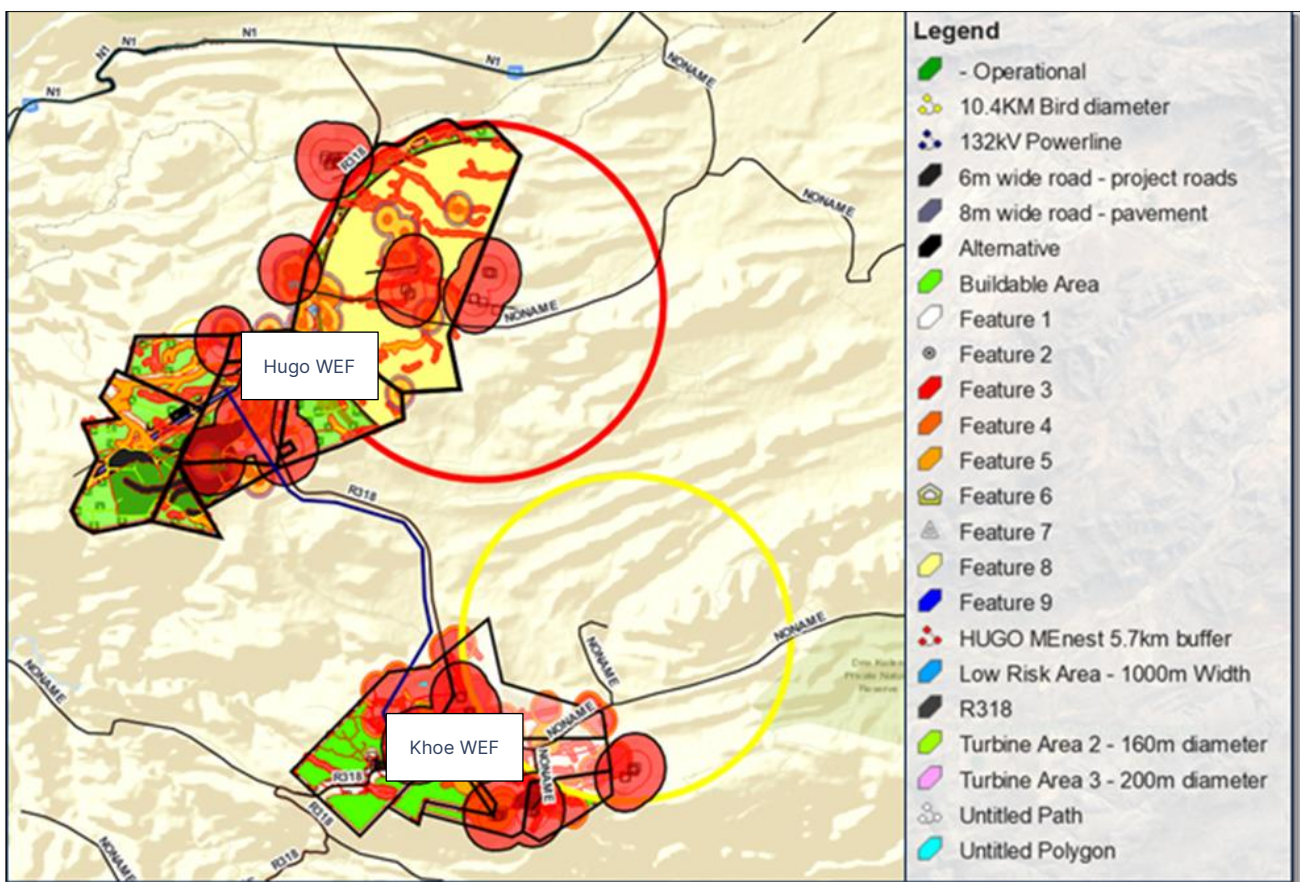 N1
N1
N1
N1
N1
NONAME
R318
NONAME
NONAME
Hugo WEF
R318
NONAME
NONAME
NONAME
NONAME
Khoe WEF
NONAME
R318
R318
R318
NONAME
Legend
- Operational
10.4KM Bird diameter
132kV Powerline
6m wide road - project roads
8m wide road - pavement
Alternative
Buildable Area
Feature 1
Feature 2
Feature 3
Feature 4
Feature 5
Feature 6
Feature 7
Feature 8
Feature 9
HUGO MEnest 5.7km buffer
Low Risk Area - 1000m Width
R318
Turbine Area 2 - 160m diameter
Turbine Area 3 - 200m diameter
Untitled Path
Untitled Polygon